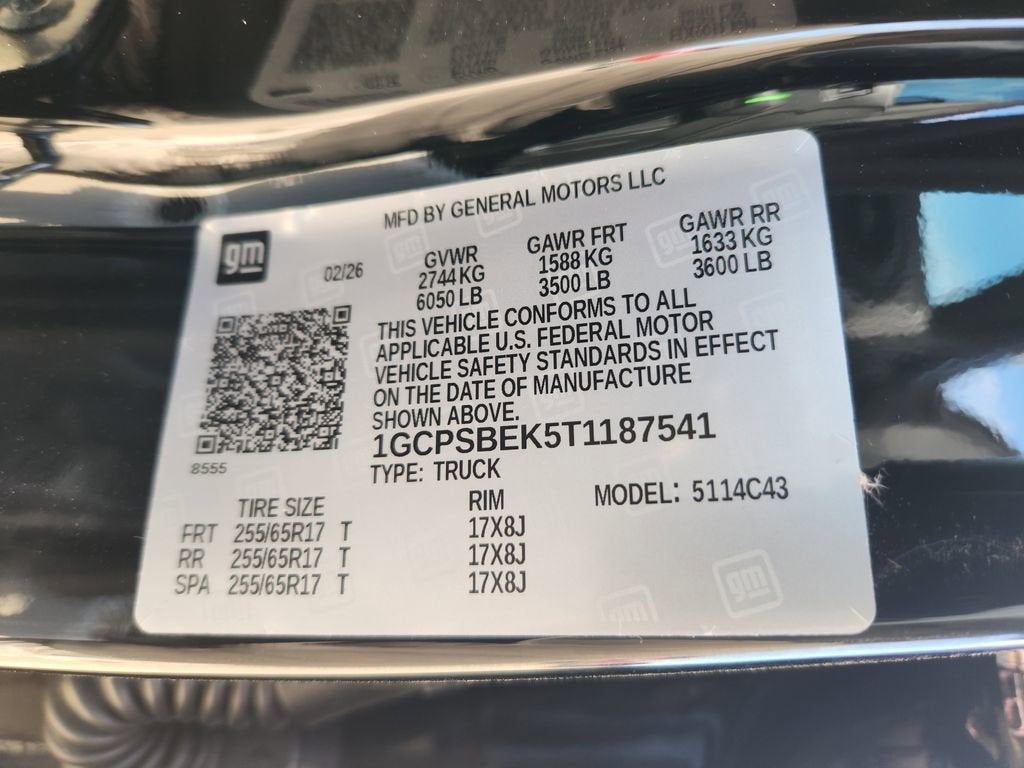 MFD BY GENERAL MOTORS LLC
gm
02/26
GVWR GAWR FRT GAWR RR
2744 KG 1588 KG 1633 KG
6050 LB 3500 LB 3600 LB
THIS VEHICLE CONFORMS TO ALL
APPLICABLE U.S. FEDERAL MOTOR
VEHICLE SAFETY STANDARDS IN EFFECT
ON THE DATE OF MANUFACTURE
SHOWN ABOVE.
1GCPSBEK5T1187541
8555
TYPE: TRUCK
TIRE SIZE RIM MODEL: 5114C43
FRT 255/65R17 T 17X8J
RR 255/65R17 T 17X8J
SPA 255/65R17 T 17X8J
gm
gm